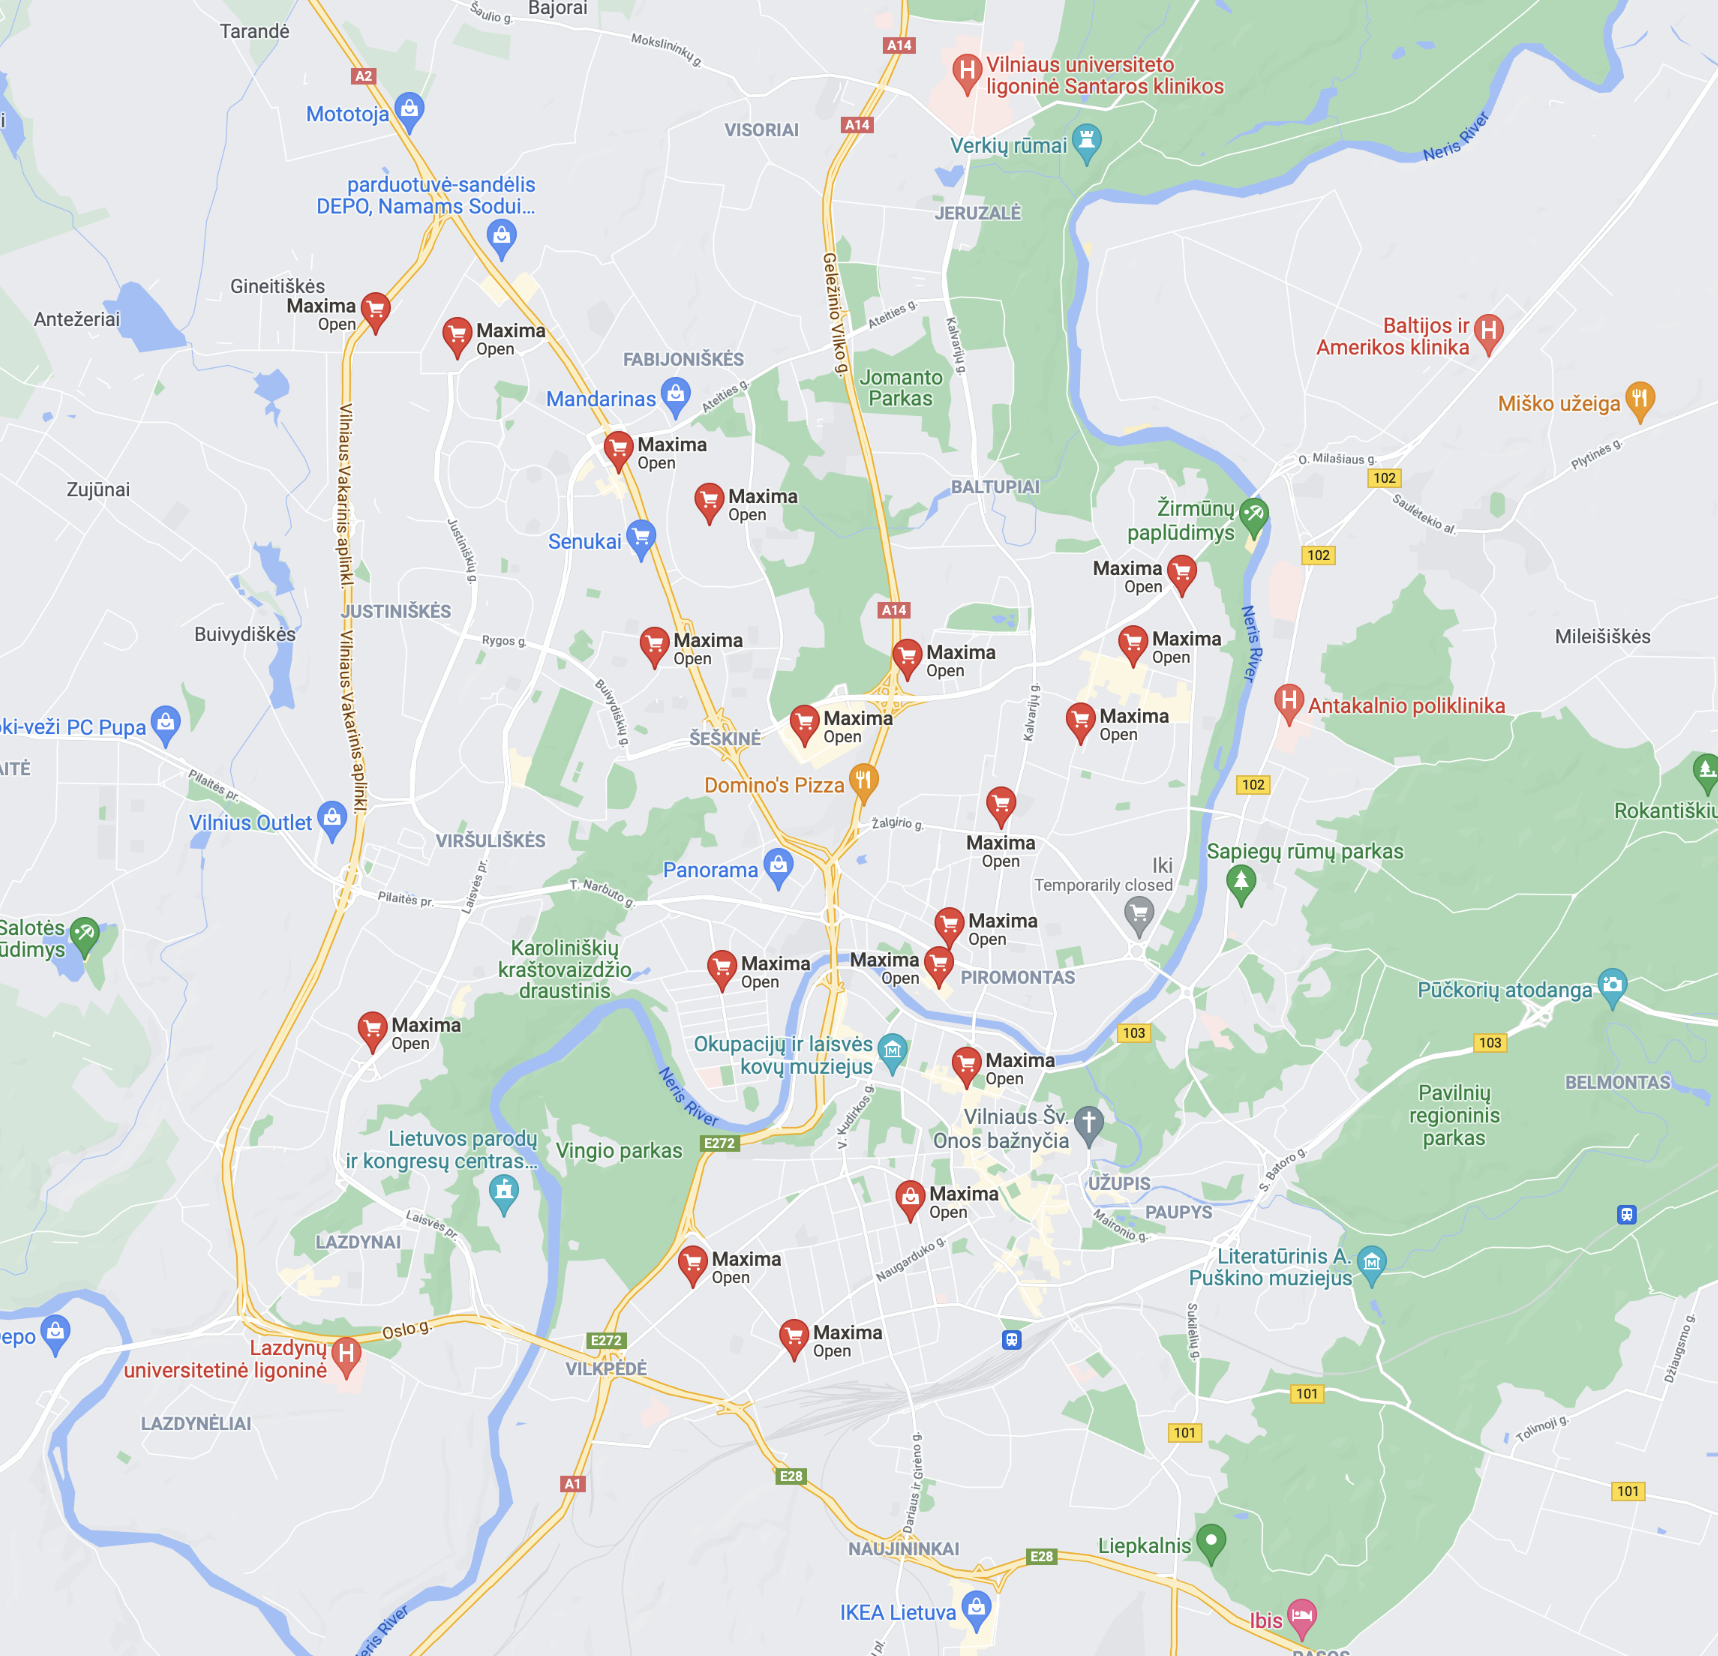 Bajorai
Šaulio g.
Tarandė
Mokslininkų g.
A14
A2
Vilniaus universiteto
ligoninė Santaros klinikos
Mototoja
VISORIAI
A14
Verkių rūmai
Neris River
parduotuvė-sandėlis
DEPO, Namams Sodui...
JERUZALĖ
Gineitiškės
Maxima
Open
Antežeriai
Maxima
Open
Geležinio Vilko g.
Ateities g.
Kalvarijų g.
FABIJONIŠKĖS
Baltijos ir
Amerikos klinika
Jomanto
Parkas
Mandarinas
Ateities g.
Miško užeiga
Vilniaus Vakarinis aplinkl.
Maxima
Open
Plytinės g.
O. Milašiaus g.
102
Zujūnai
Maxima
Open
BALTUPIAI
Saulėtekio al.
Žirmūnų
paplūdimys
Senukai
Justiniškių g.
102
Maxima
Open
JUSTINIŠKĖS
A14
Buivydiškės
Rygos g.
Maxima
Open
Maxima
Open
Maxima
Open
Neris River
Mileišiškės
Vilniaus Vakarinis aplinkl.
Buivydiškių g.
Kalvarijų g.
Antakalnio poliklinika
oki-veži PC Pupa
ŠEŠKINĖ
Maxima
Open
Maxima
Open
AITĖ
Pilaitės pr.
Domino's Pizza
102
Vilnius Outlet
Žalgirio g.
Rokantiškių
VIRŠULIŠKĖS
Maxima
Open
Sapiegų rūmų parkas
Panorama
Iki
Temporarily closed
Laisvės pr.
Pilaitės pr.
T. Narbuto g.
Salotės
ūdimys
Karoliniškių
kraštovaizdžio
draustinis
Maxima
Open
Maxima
Open
Maxima
Open
PIROMONTAS
Pūčkorių atodanga
Maxima
Open
103
103
Okupacijų ir laisvės
kovų muziejus
Maxima
Open
Neris River
BELMONTAS
Pavilnių
regioninis
parkas
V. Kudirkos g.
Vilniaus Šv.
Onos bažnyčia
Lietuvos parodų
ir kongresų centras...
Vingio parkas
E272
S. Batoro g.
UŽUPIS
Maxima
Open
PAUPYS
Maironio g.
Laisvės pr.
LAZDYNAI
Naugarduko g.
Maxima
Open
Literatūrinis A.
Puškino muziejus
Sukilėlių g.
Džiaugsmo g.
epo
Oslo g.
E272
Maxima
Open
Lazdynų
universitetinė ligoninė
VILKPĖDĖ
101
LAZDYNĖLIAI
101
Tolimoji g.
A1
E28
Dariaus ir Girėno g.
101
NAUJININKAI
Liepkalnis
E28
IKEA Lietuva
Ibis
Neris River
pl.
RASOS